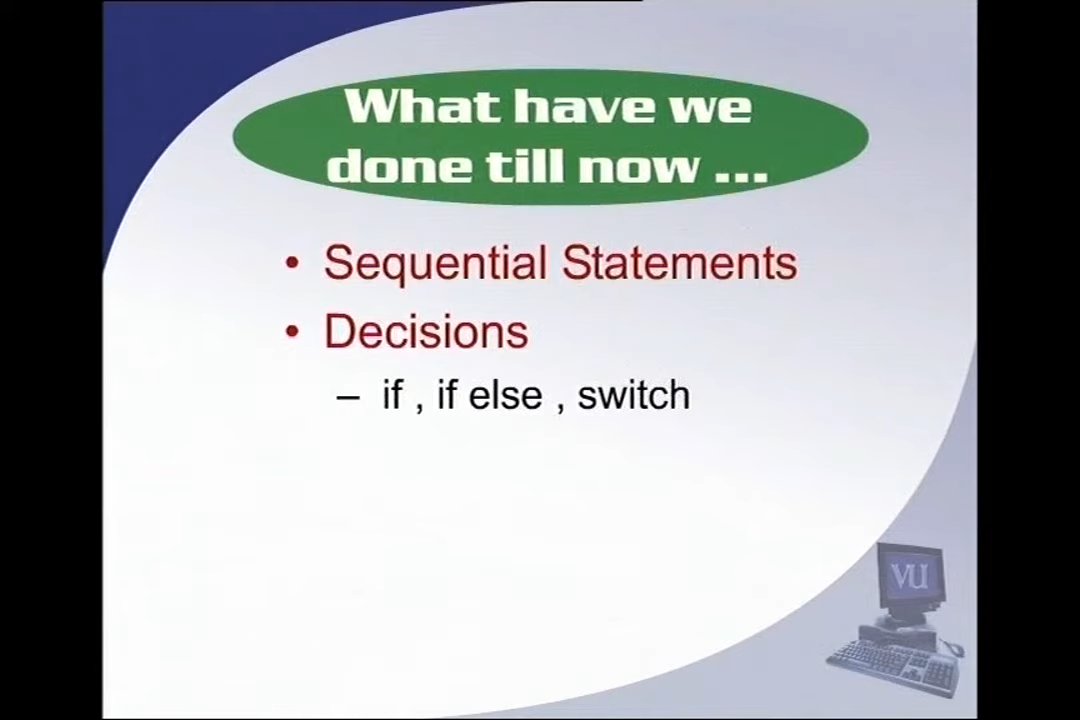 What have we
done till now ...
• Sequential Statements
• Decisions
– if , if else , switch
VU